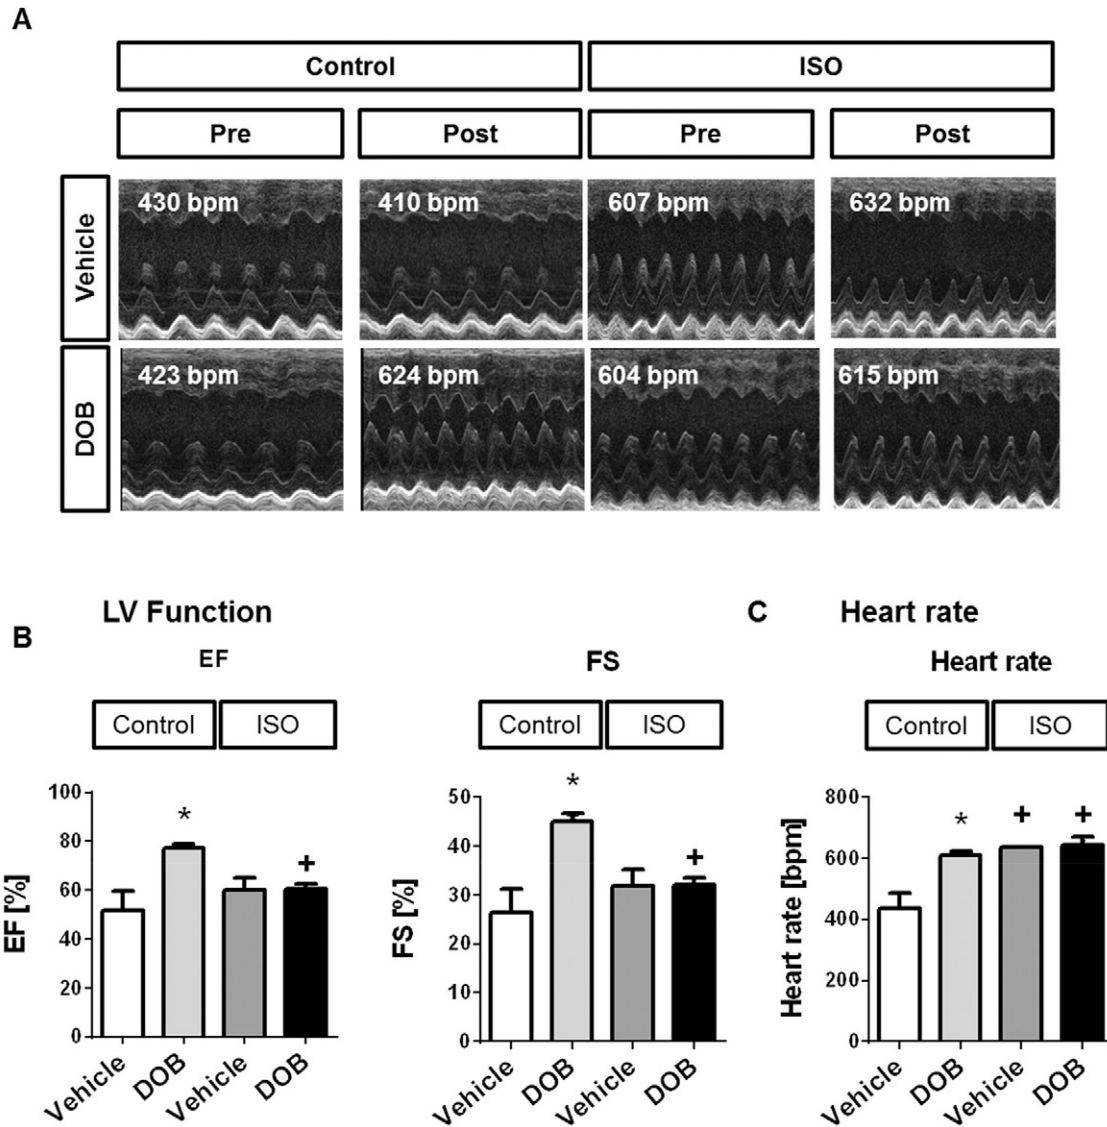 A
Control ISO
Pre Post Pre Post
Vehicle
430 bpm 410 bpm 607 bpm 632 bpm
DOB
423 bpm 624 bpm 604 bpm 615 bpm
LV Function
B
EF
Control ISO
EF [%]
100
80
60
40
20
0
*
+
Vehicle DOB Vehicle DOB
FS
Control ISO
FS [%]
50
40
30
20
10
0
*
+
Vehicle DOB Vehicle DOB
C Heart rate
Heart rate
Control ISO
Heart rate [bpm]
800
600
400
200
0
* + +
Vehicle DOB Vehicle DOB